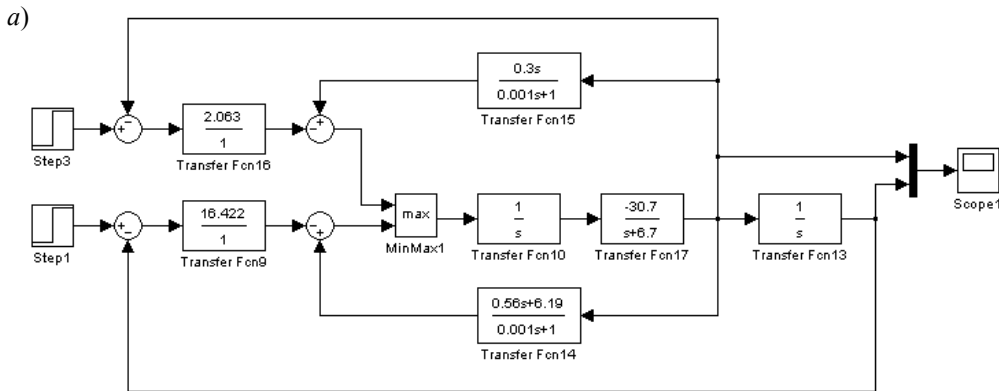 a)
0.3s
0.001s+1
Transfer Fcn15
Step3
+
−
2.063
1
Transfer Fcn16
−
+
Step1
+
−
16.422
1
Transfer Fcn9
−
+
max
MinMax1
1
s
Transfer Fcn10
-30.7
s+6.7
Transfer Fcn17
1
s
Transfer Fcn13
Scope1
0.56s+6.19
0.001s+1
Transfer Fcn14